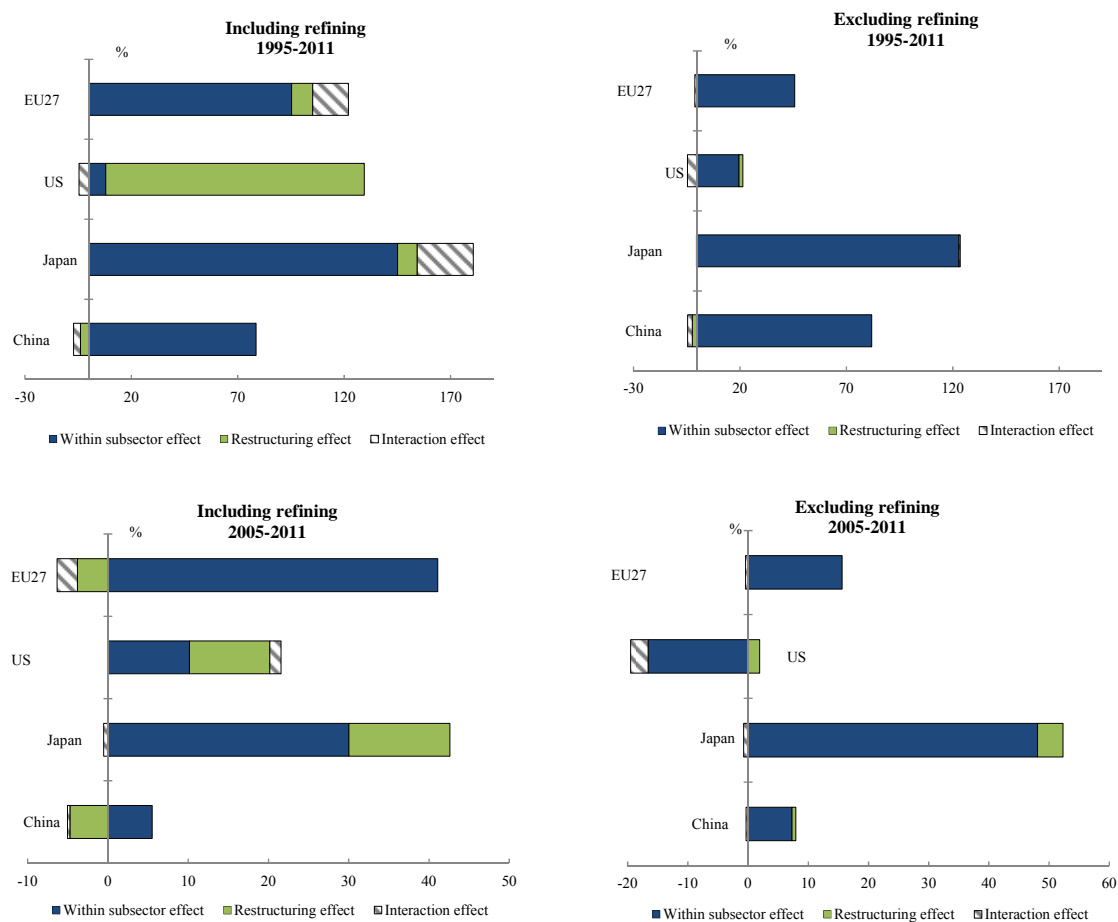 Including refining
1995-2011
%
EU27
US
Japan
China
-30 20 70 120 170
Within subsector effect Restructuring effect Interaction effect
Excluding refining
1995-2011
%
EU27
US
Japan
China
-30 20 70 120 170
Within subsector effect Restructuring effect Interaction effect
Including refining
2005-2011
%
EU27
US
Japan
China
-10 0 10 20 30 40 50
Within subsector effect Restructuring effect Interaction effect
Excluding refining
2005-2011
%
EU27
US
Japan
China
-20 -10 0 10 20 30 40 50 60
Within subsector effect Restructuring effect Interaction effect